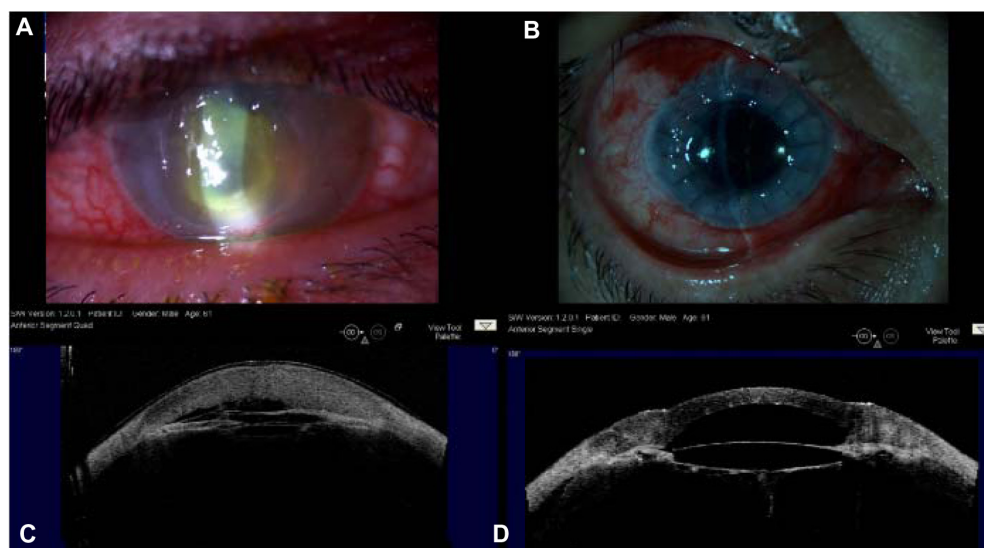 A
B
S/W Version: 1.2.0.1 Patient ID: Gender: Male Age: 61
Anterior Segment Quad
View Tool
Palette:
S/W Version: 1.2.0.1 Patient ID: Gender: Male Age: 61
Anterior Segment Single
View Tool
Palette:
C
D